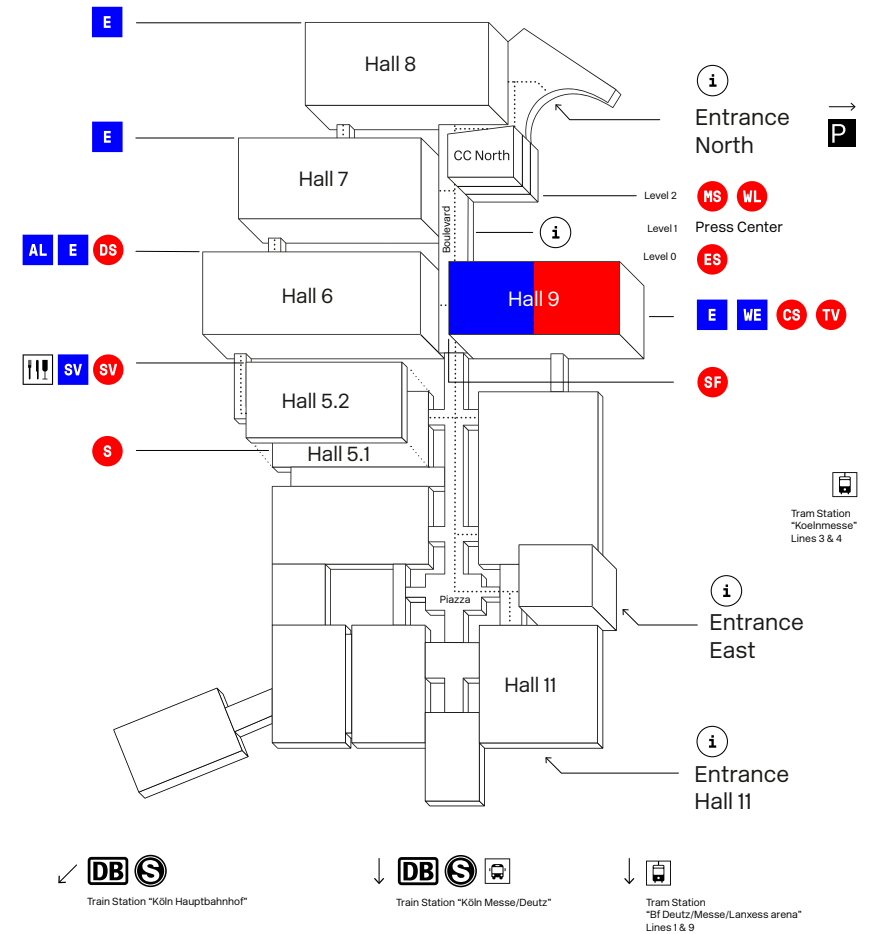 E
Hall 8
i
Entrance
North
P
E
Hall 7
CC North
Level 2
MS
WL
Boulevard
i
Level 1
Press Center
Level 0
ES
AL
E
DS
Hall 6
Hall 9
E
WE
CS
TV
SV
SV
Hall 5.2
SF
S
Hall 5.1
Tram Station
“Koelnmesse”
Lines 3 & 4
Piazza
i
Entrance
East
Hall 11
i
Entrance
Hall 11
DB
S
Train Station “Köln Hauptbahnhof”
DB
S
Train Station “Köln Messe/Deutz”
Tram Station
“Bf Deutz/Messe/Lanxess arena”
Lines 1 & 9